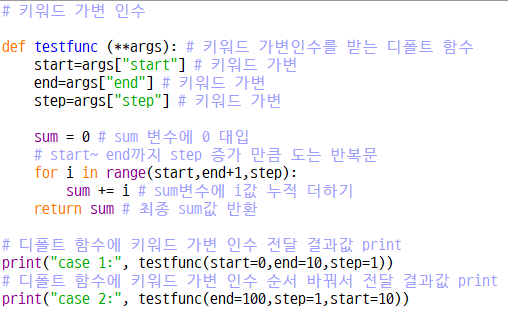 # 키워드 가변 인수
def testfunc (**args): # 키워드 가변인수를 받는 디폴트 함수
start=args["start"] # 키워드 가변
end=args["end"] # 키워드 가변
step=args["step"] # 키워드 가변
sum = 0 # sum 변수에 0 대입
# start~ end까지 step 증가 만큼 도는 반복문
for i in range(start,end+1,step):
sum += i # sum변수에 i값 누적 더하기
return sum # 최종 sum값 반환
# 디폴트 함수에 키워드 가변 인수 전달 결과값 print
print("case 1:", testfunc(start=0,end=10,step=1))
# 디폴트 함수에 키워드 가변 인수 순서 바꿔서 전달 결과값 print
print("case 2:", testfunc(end=100,step=1,start=10))